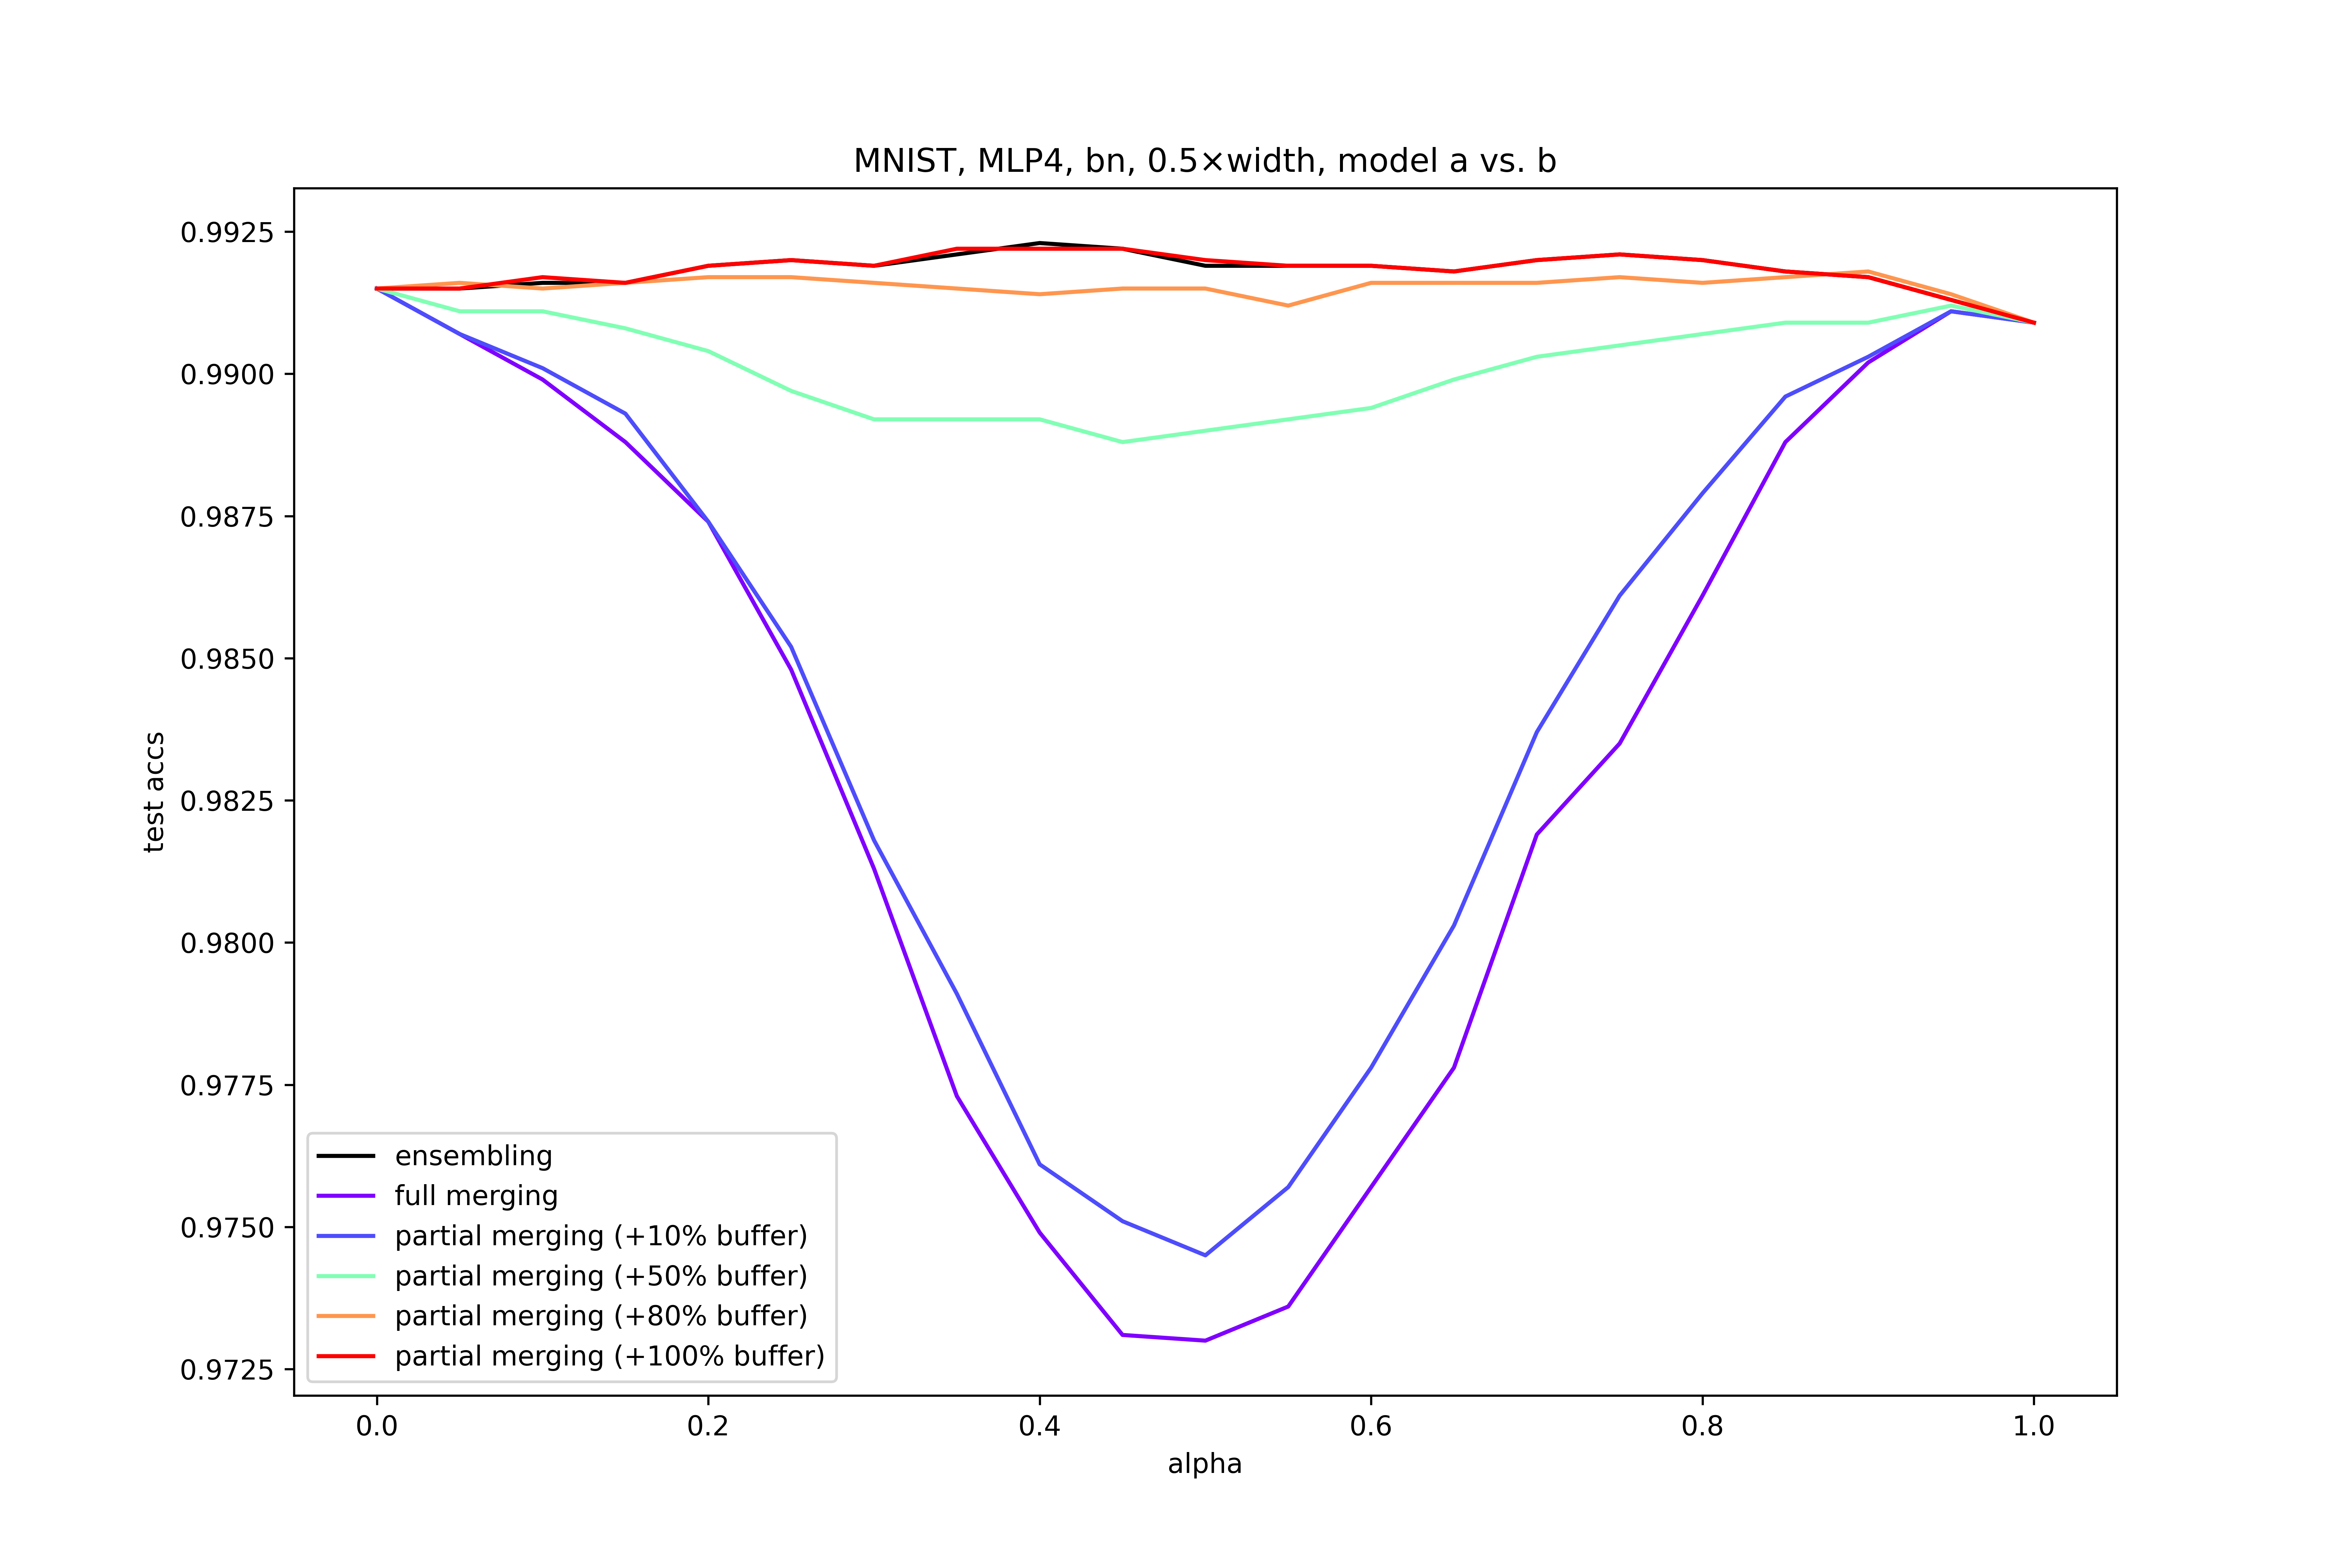 MNIST, MLP4, bn, 0.5×width, model a vs. b
0.9925
0.9900
0.9875
0.9850
0.9825
0.9800
0.9775
0.9750
0.9725
test accs
ensembling
full merging
partial merging (+10% buffer)
partial merging (+50% buffer)
partial merging (+80% buffer)
partial merging (+100% buffer)
0.0 0.2 0.4 0.6 0.8 1.0
alpha